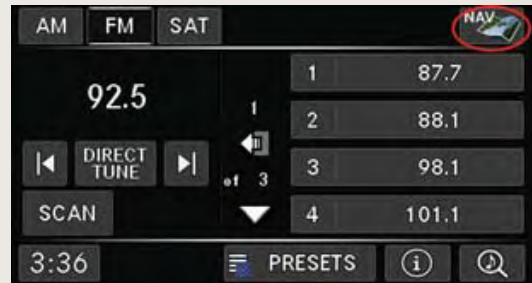 AM FM SAT NAV
92.5
DIRECT
TUNE
SCAN
1
of 3
1 87.7
2 88.1
3 98.1
4 101.1
3:36 PRESETS